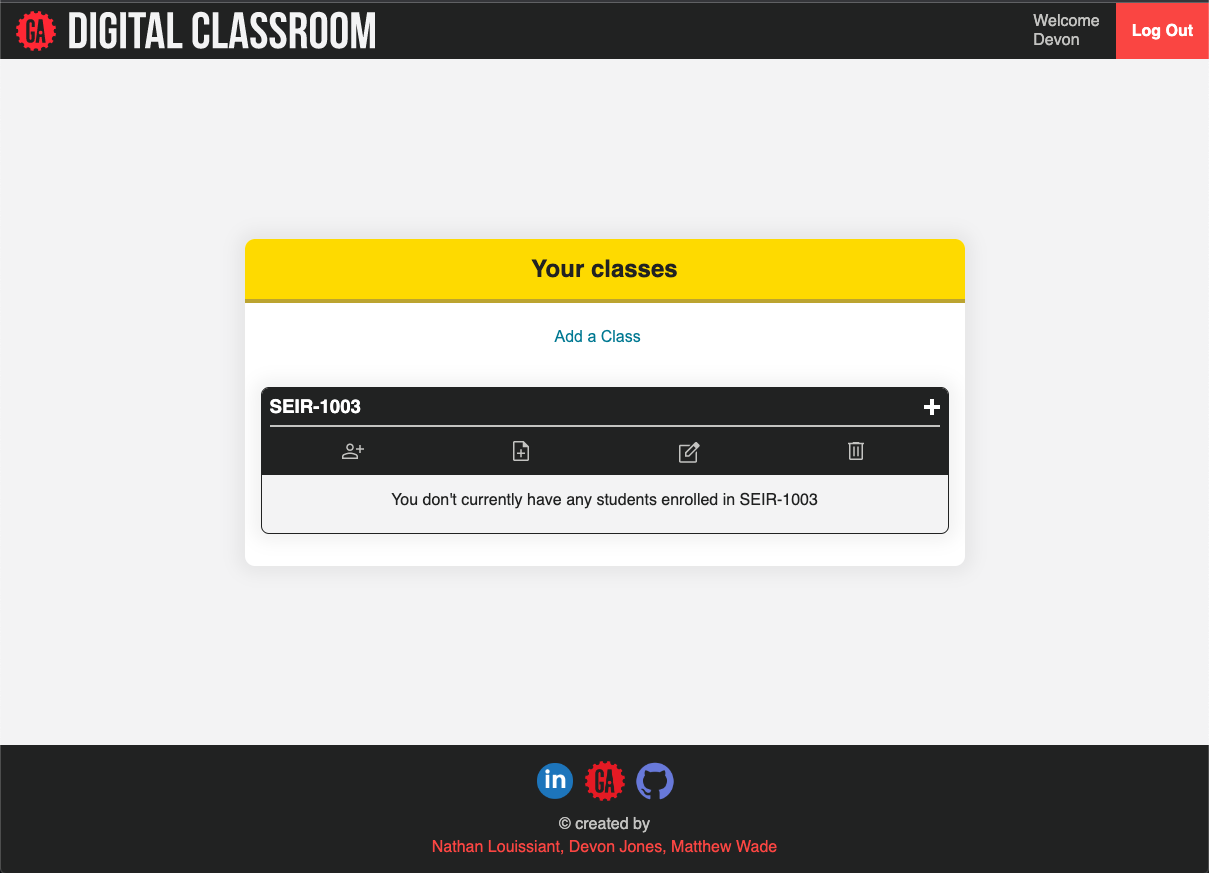 GA DIGITAL CLASSROOM
Welcome
Devon
Log Out
Your classes
Add a Class
SEIR-1003
You don't currently have any students enrolled in SEIR-1003
in GA
© created by
Nathan Louissiant, Devon Jones, Matthew Wade